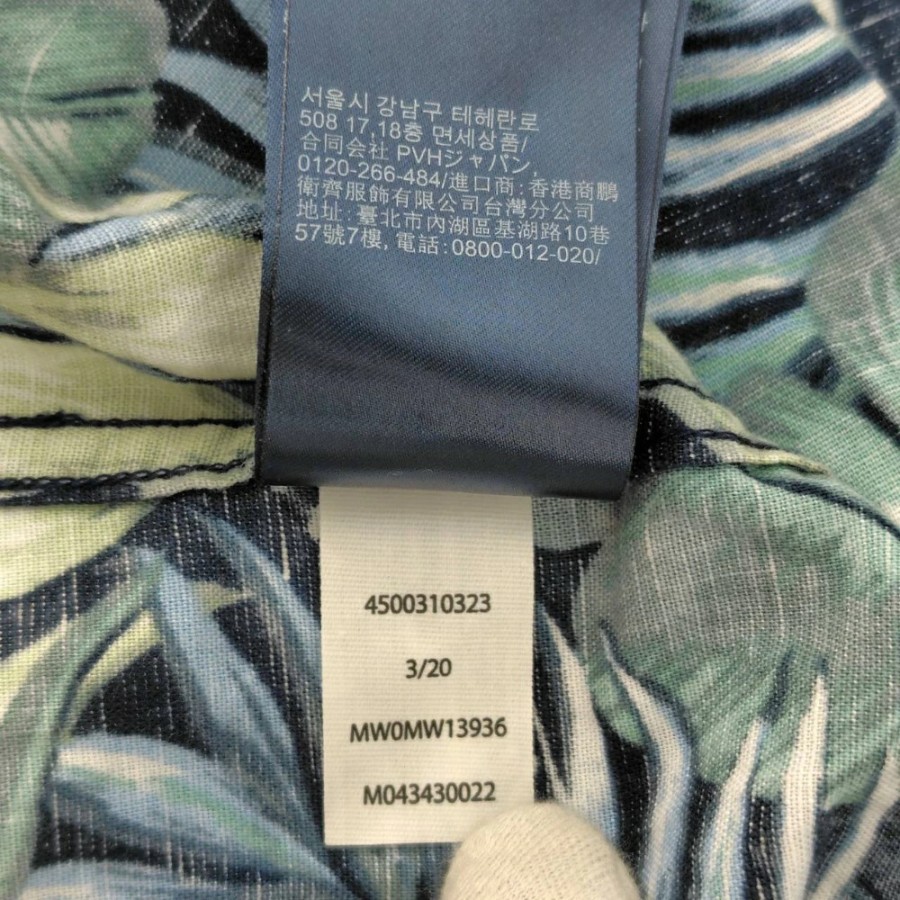 서울시 강남구 테헤란로
508 17,18층 면세상품/
合同会社 PVHジャパン,
0120-266-484/進口商:香港商鵬
衛齊服飾有限公司台灣分公司
地址:臺北市內湖區基湖路10巷
57號7樓,電話:0800-012-020/
4500310323
3/20
MW0MW13936
M043430022